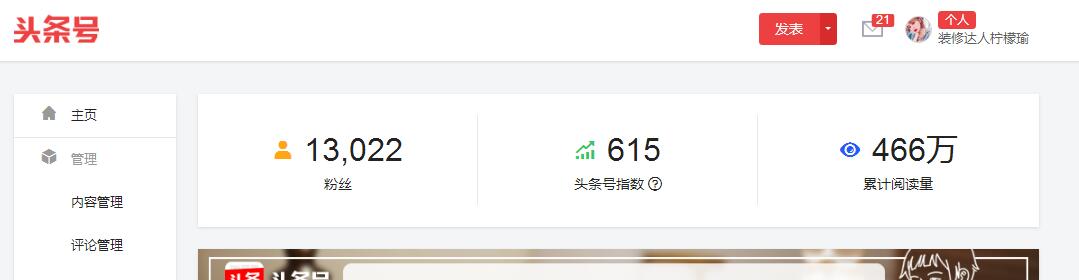 头条号
发表
21
个人
装修达人柠檬瑜
主页
管理
内容管理
评论管理
13,022
粉丝
615
头条号指数
466万
累计阅读量
头条 头条号